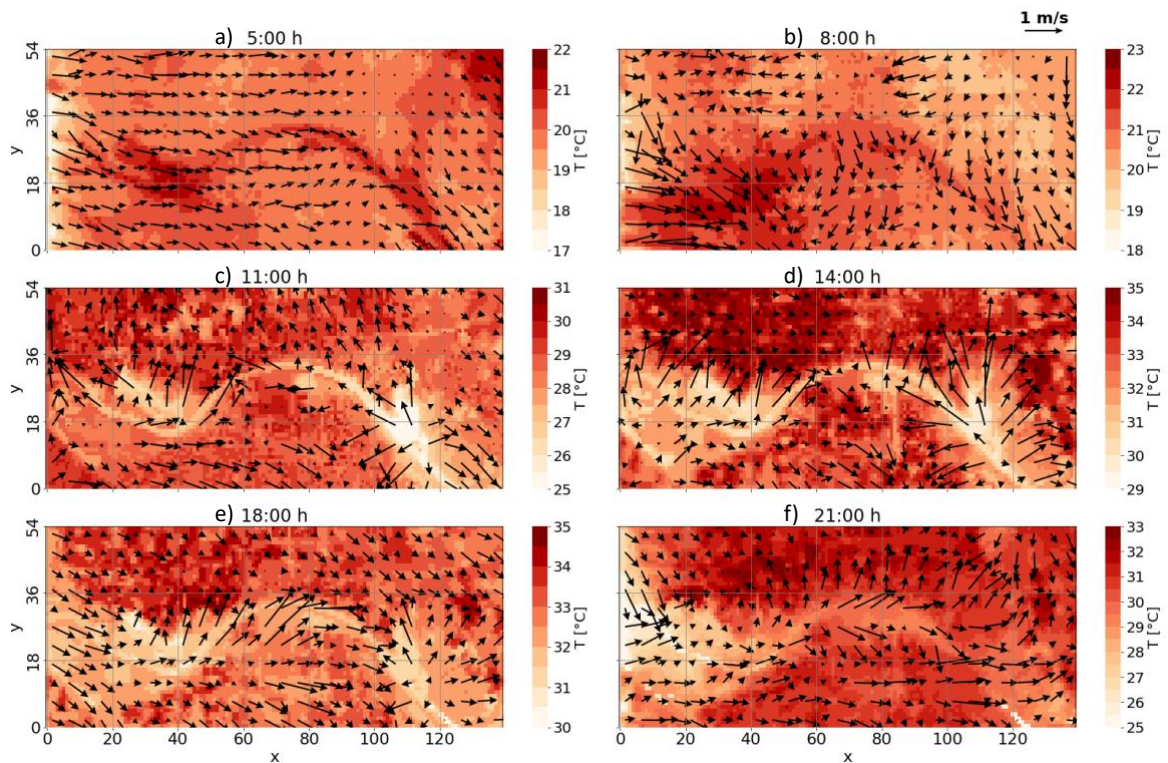 1 m/s
a) 5:00 h
b) 8:00 h
54
36
18
0
y
22
21
20
19
18
17
T [°C]
23
22
21
20
19
18
T [°C]
c) 11:00 h
d) 14:00 h
54
36
18
0
y
31
30
29
28
27
26
25
T [°C]
35
34
33
32
31
30
29
T [°C]
e) 18:00 h
f) 21:00 h
54
36
18
0
y
35
34
33
32
31
30
T [°C]
33
32
31
30
29
28
27
26
25
T [°C]
0 20 40 60 80 100 120
x
0 20 40 60 80 100 120
x